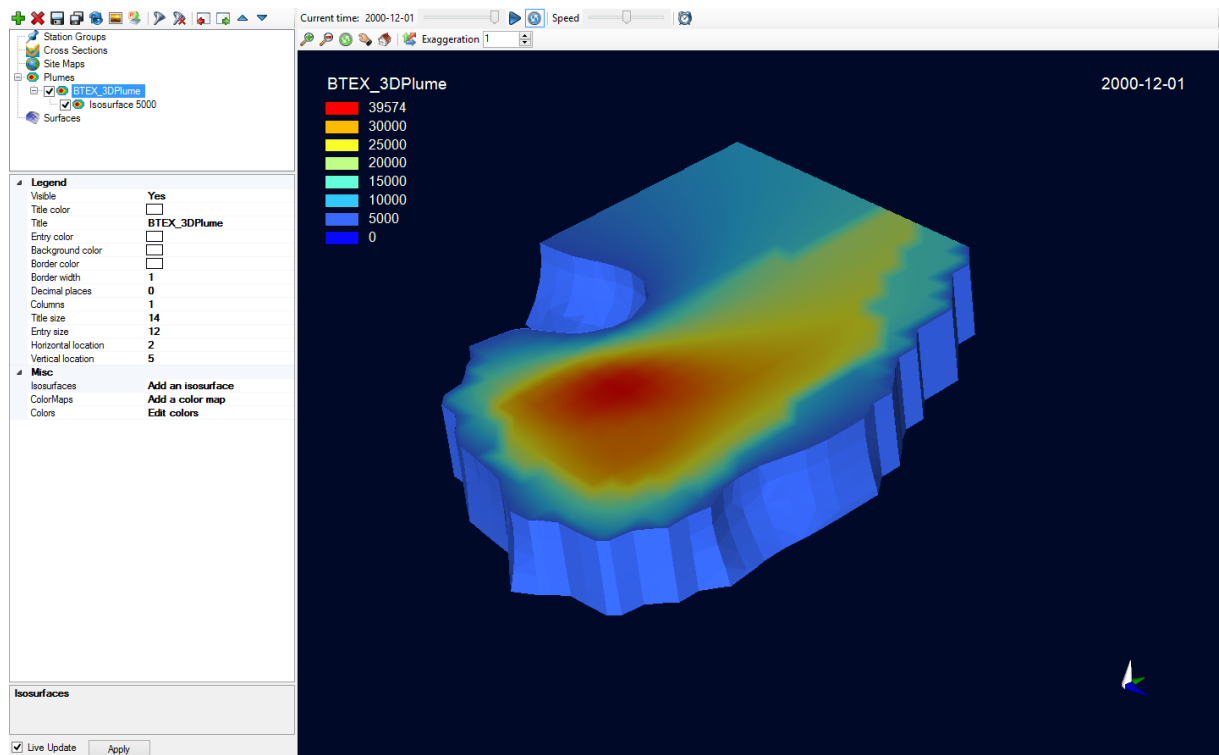 Current time: 2000-12-01 Speed
Exaggeration 1
Station Groups
Cross Sections
Site Maps
Plumes
BTEX_3DPlume
Isosurface 5000
Surfaces
Legend
Visible Yes
Title color
Title BTEX_3DPlume
Entry color
Background color
Border color
Border width 1
Decimal places 0
Columns 1
Title size 14
Entry size 12
Horizontal location 2
Vertical location 5
Misc
Isosurfaces Add an isosurface
ColorMaps Add a color map
Colors Edit colors
Isosurfaces
Live Update Apply
BTEX_3DPlume 2000-12-01
39574
30000
25000
20000
15000
10000
5000
0